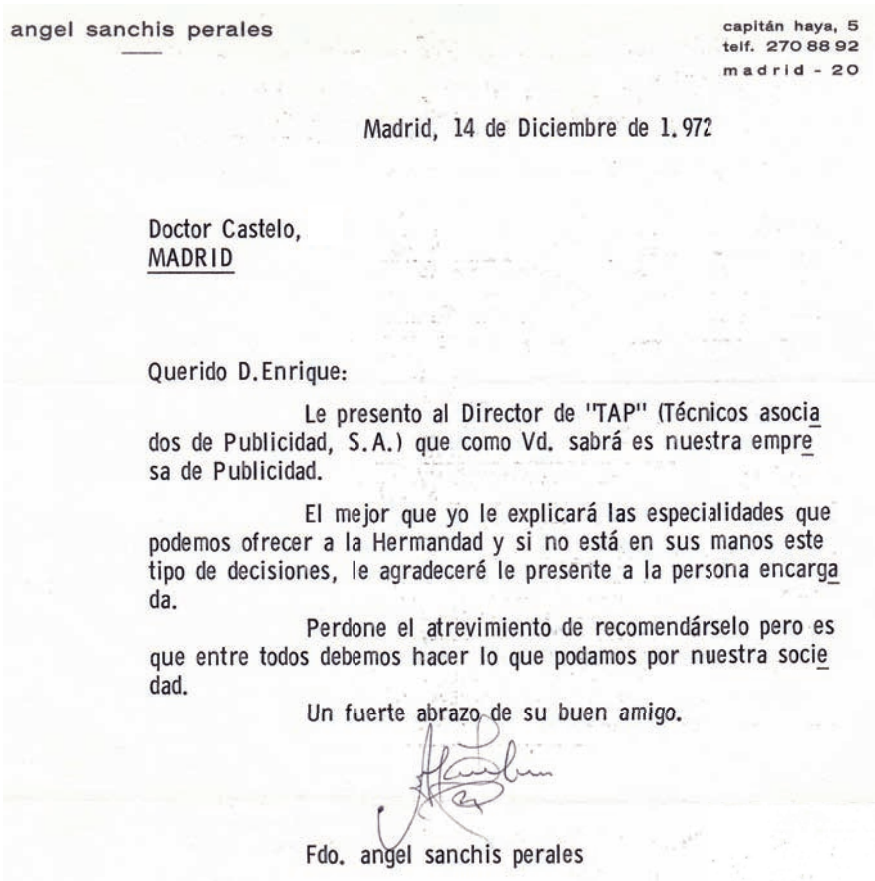 angel sanchis perales
capitán haya, 5
telf. 270 88 92
madrid - 20
Madrid, 14 de Diciembre de 1.972
Doctor Castelo,
MADRID
Querido D.Enrique:
Le presento al Director de "TAP" (Técnicos asocia
dos de Publicidad, S.A.) que como Vd. sabrá es nuestra empre
sa de Publicidad.
El mejor que yo le explicará las especialidades que
podemos ofrecer a la Hermandad y si no está en sus manos este
tipo de decisiones, le agradeceré le presente a la persona encarga
da.
Perdone el atrevimiento de recomendárselo pero es
que entre todos debemos hacer lo que podamos por nuestra socie
dad.
Un fuerte abrazo de su buen amigo.
Fdo. angel sanchis perales